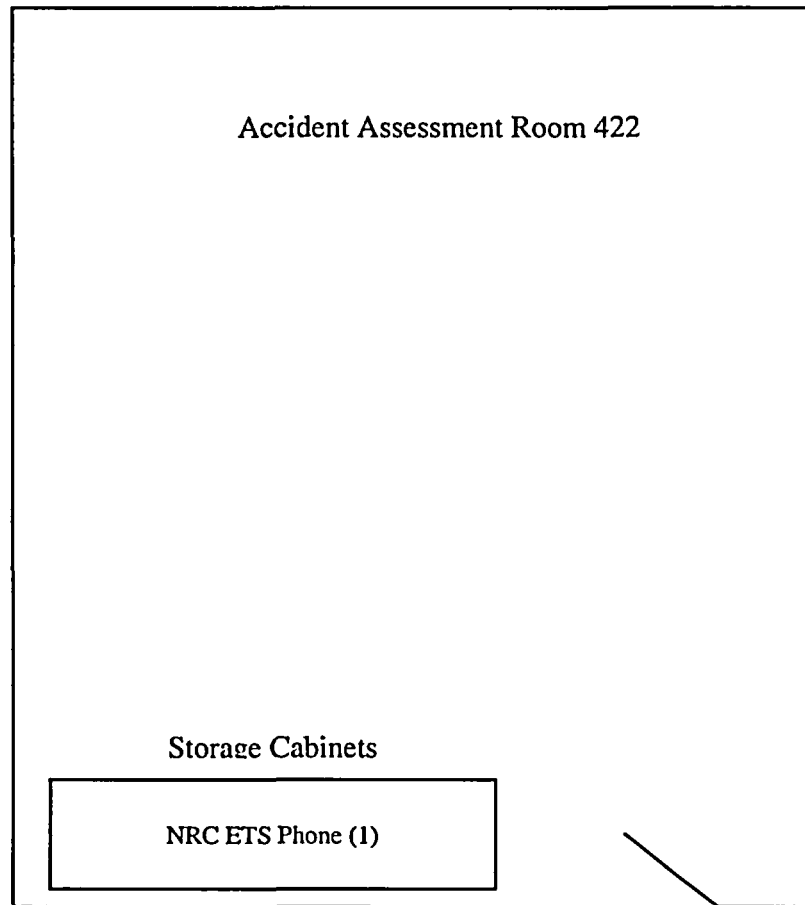 Accident Assessment Room 422
Storage Cabinets
NRC ETS Phone (1)